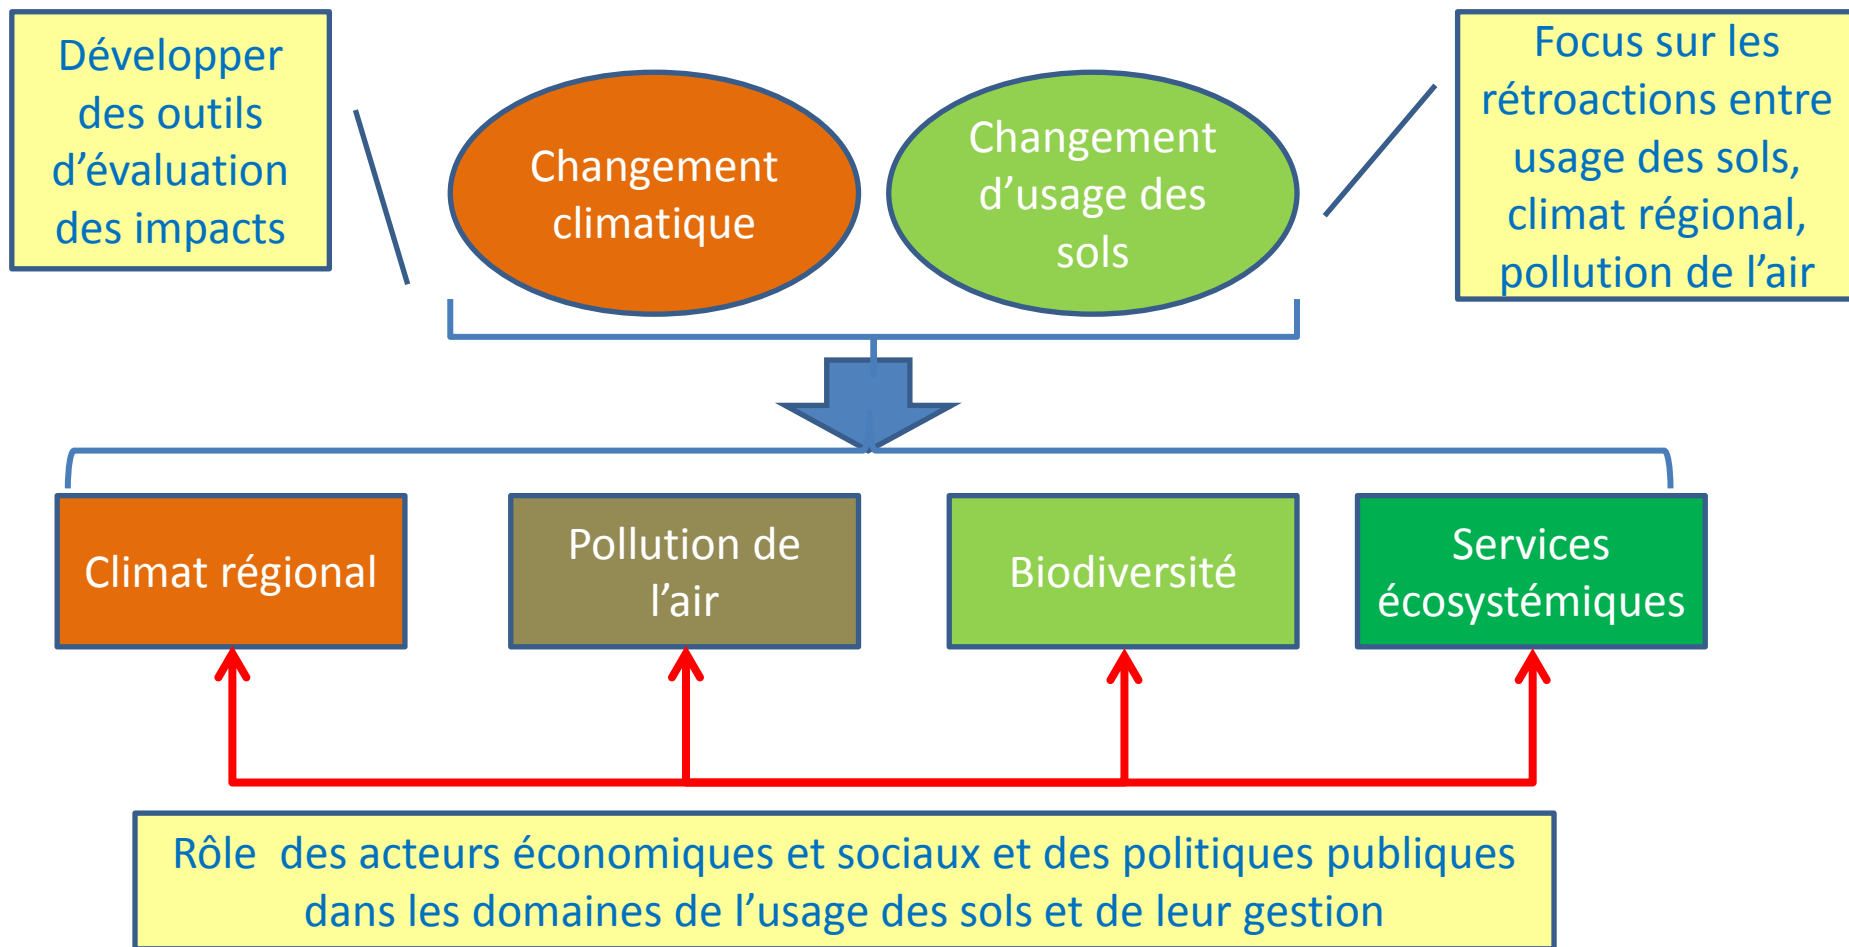 Développer
des outils
d’évaluation
des impacts
Changement
climatique
Changement
d’usage des
sols
Focus sur les
rétroactions entre
usage des sols,
climat régional,
pollution de l’air
Climat régional
Pollution de
l’air
Biodiversité
Services
écosystémiques
Rôle des acteurs économiques et sociaux et des politiques publiques
dans les domaines de l’usage des sols et de leur gestion